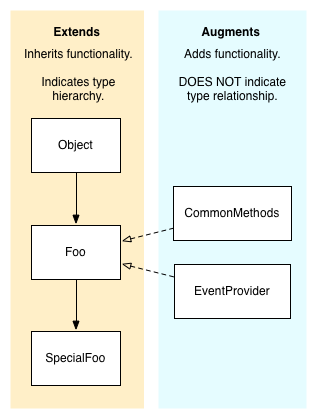 Extends
Inherits functionality.
Indicates type
hierarchy.
Object
Foo
SpecialFoo
Augments
Adds functionality.
DOES NOT indicate
type relationship.
CommonMethods
EventProvider